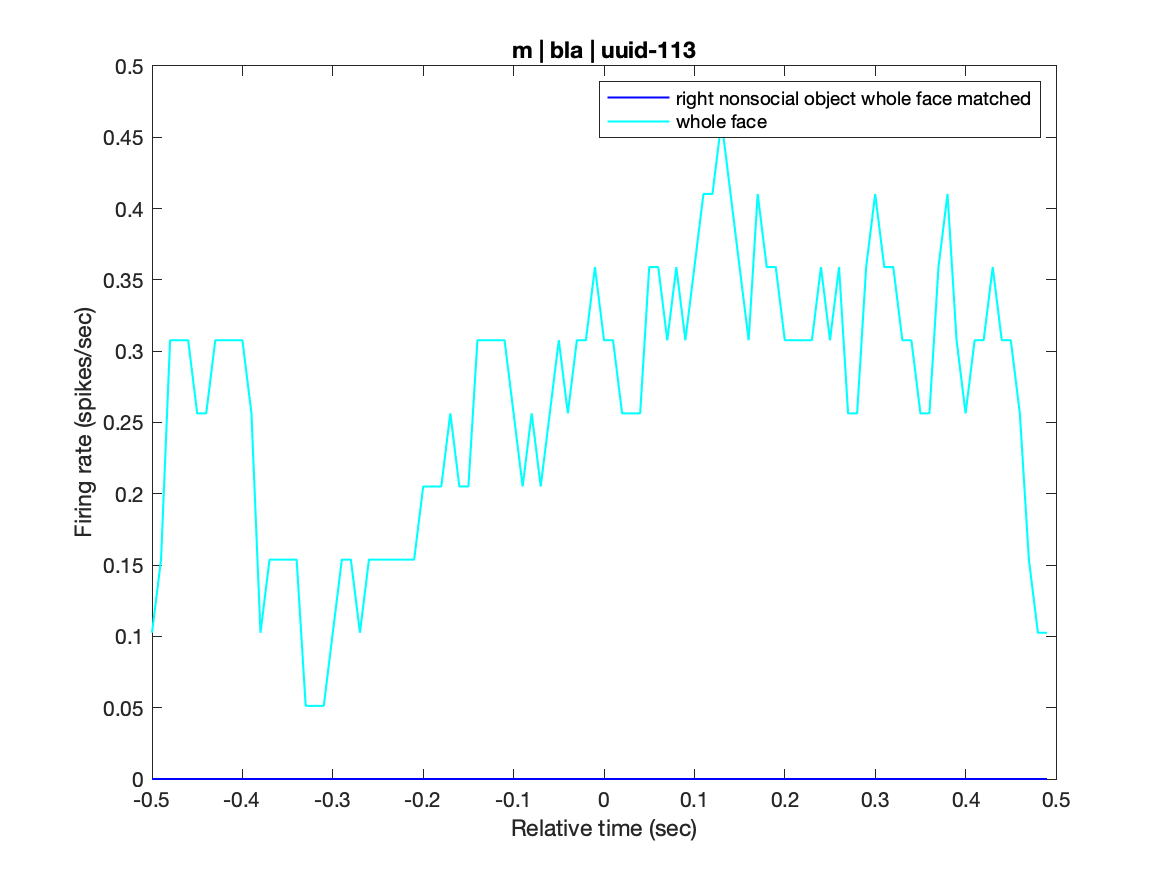 m | bla | uuid-113
right nonsocial object whole face matched
whole face
Firing rate (spikes/sec)
0.5
0.45
0.4
0.35
0.3
0.25
0.2
0.15
0.1
0.05
0
-0.5 -0.4 -0.3 -0.2 -0.1 0 0.1 0.2 0.3 0.4 0.5
Relative time (sec)